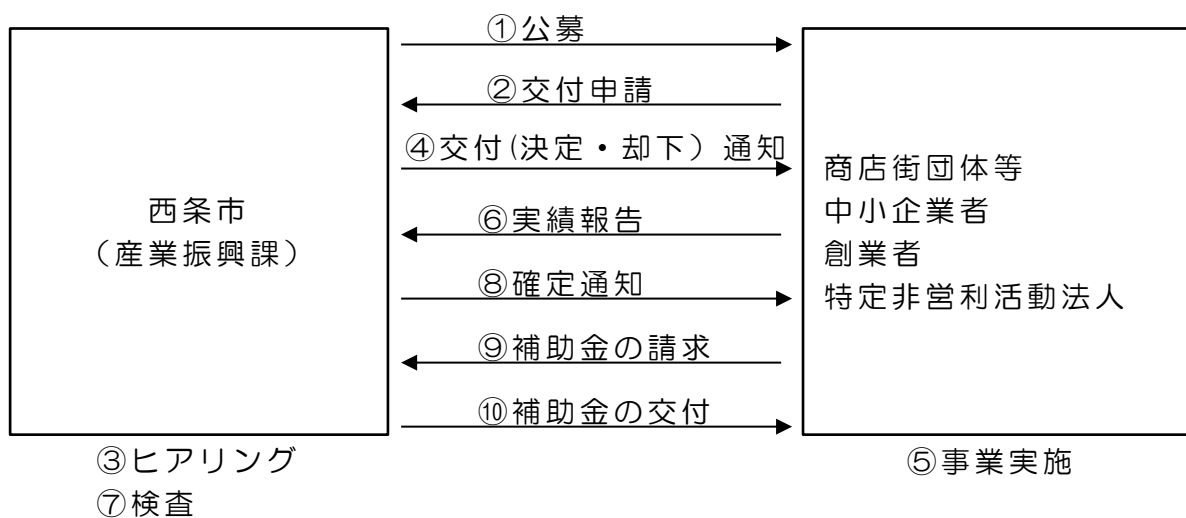 ①公募
②交付申請
④交付(決定・却下）通知
⑥実績報告
⑧確定通知
⑨補助金の請求
⑩補助金の交付
西条市
（産業振興課）
商店街団体等
中小企業者
創業者
特定非営利活動法人
③ヒアリング
⑦検査
⑤事業実施